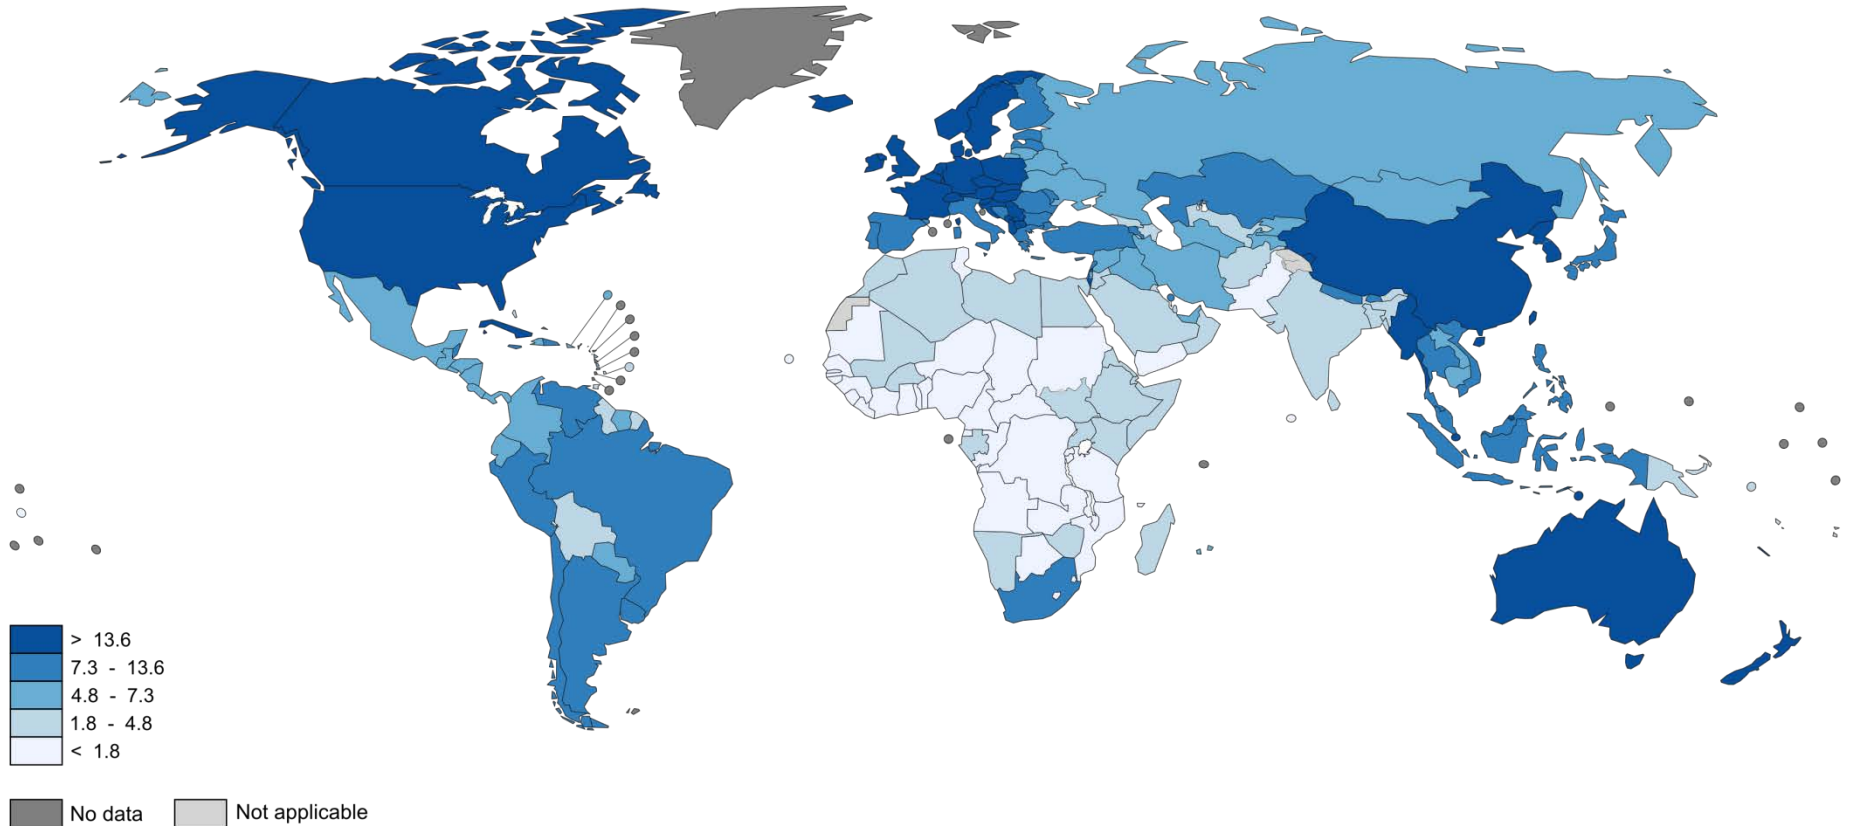 > 13.6
7.3 - 13.6
4.8 - 7.3
1.8 - 4.8
< 1.8
No data Not applicable